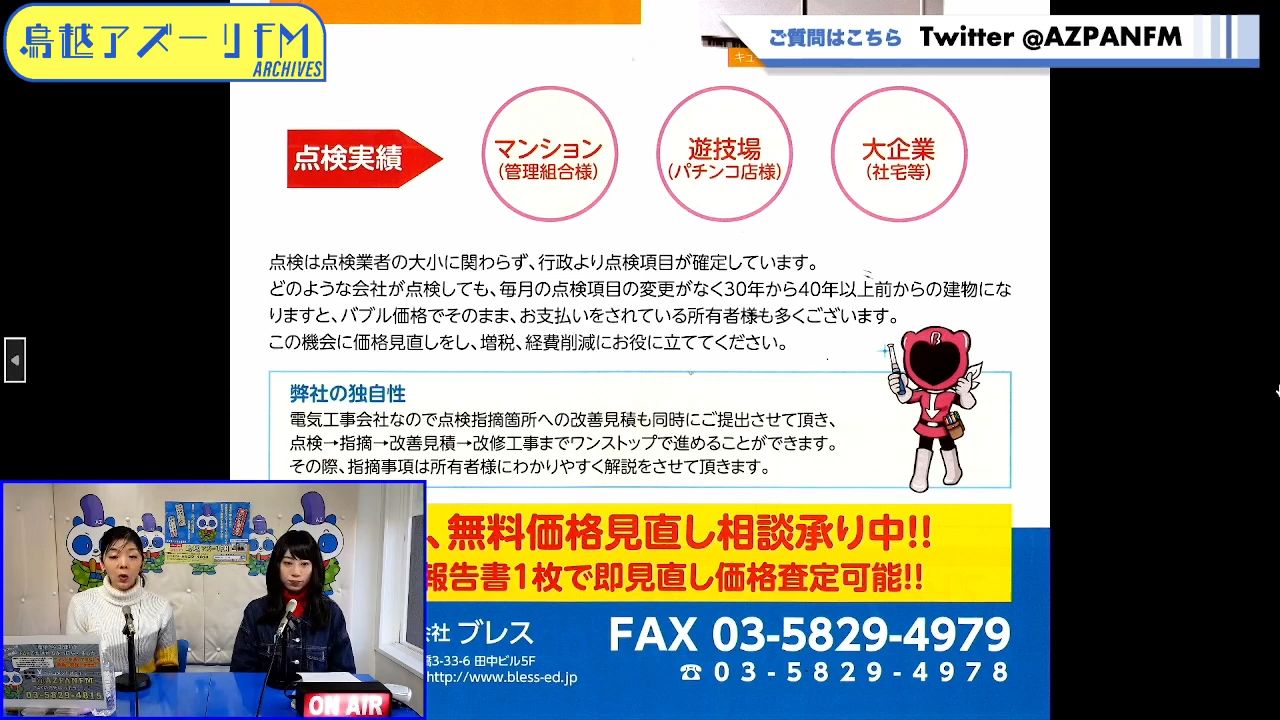 鳥越アズーリFM
ARCHIVES
ご質問はこちら Twitter @AZPANFM
キュ
点検実績
マンション
(管理組合様)
遊技場
(パチンコ店様)
大企業
(社宅等)
点検は点検業者の大小に関わらず、行政より点検項目が確定しています。
どのような会社が点検しても、毎月の点検項目の変更がなく30年から40年以上前からの建物にな
りますと、バブル価格でそのまま、お支払いをされている所有者様も多くございます。
この機会に価格見直しをし、増税、経費削減にお役に立ててください。
弊社の独自性
電気工事会社なので点検指摘箇所への改善見積も同時にご提出させて頂き、
点検→指摘→改善見積→改修工事までワンストップで進めることができます。
その際、指摘事項は所有者様にわかりやすく解説をさせて頂きます。
、無料価格見直し相談承り中!!
報告書1枚で即見直し価格査定可能!!
会社 ブレス
FAX 03-5829-4979
橋3-33-6 田中ビル5F
http://www.bless-ed.jp
☎03-5829-4978
@AZPANFM
03-5829-4815
ON AIR